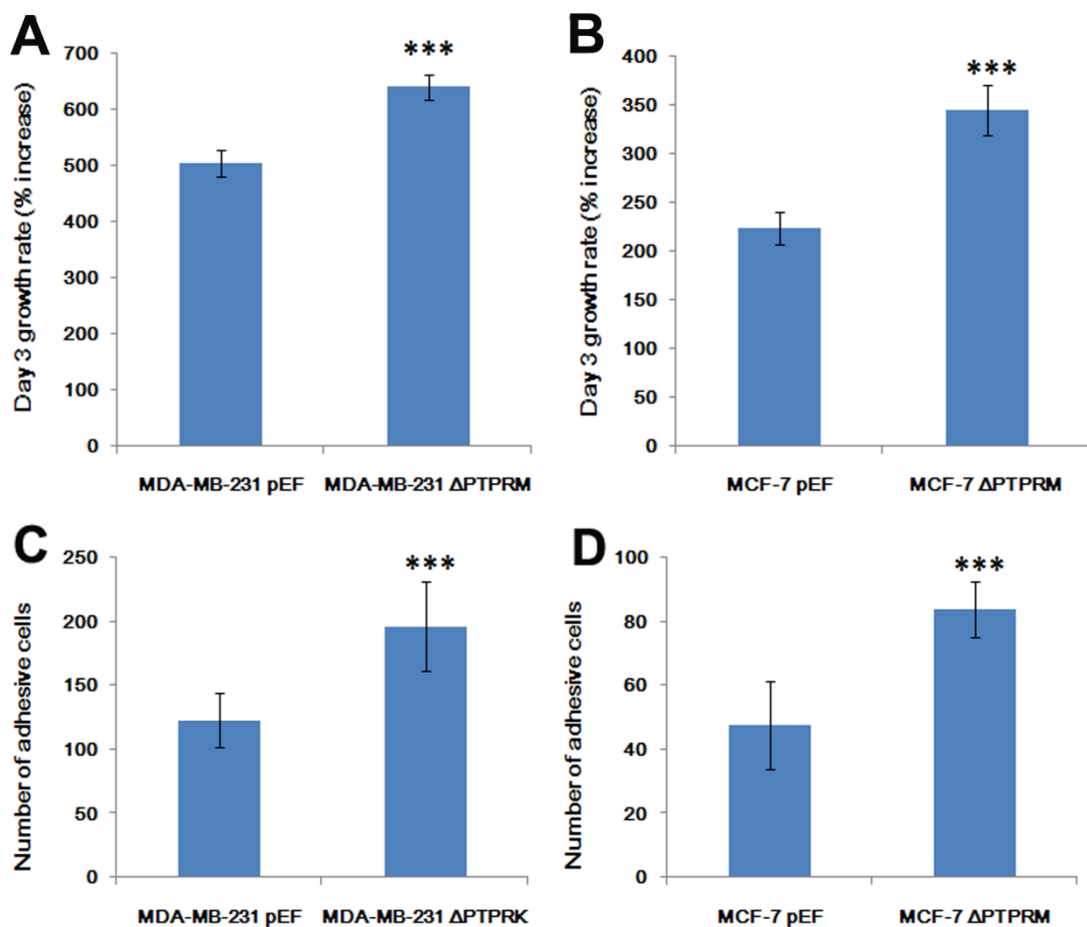 A
***
Day 3 growth rate (% increase)
700
600
500
400
300
200
100
0
MDA-MB-231 pEF
MDA-MB-231 ΔPTPRM
B
***
Day 3 growth rate (% increase)
400
350
300
250
200
150
100
50
0
MCF-7 pEF
MCF-7 ΔPTPRM
C
***
Number of adhesive cells
250
200
150
100
50
0
MDA-MB-231 pEF
MDA-MB-231 ΔPTPRK
D
***
Number of adhesive cells
100
80
60
40
20
0
MCF-7 pEF
MCF-7 ΔPTPRM